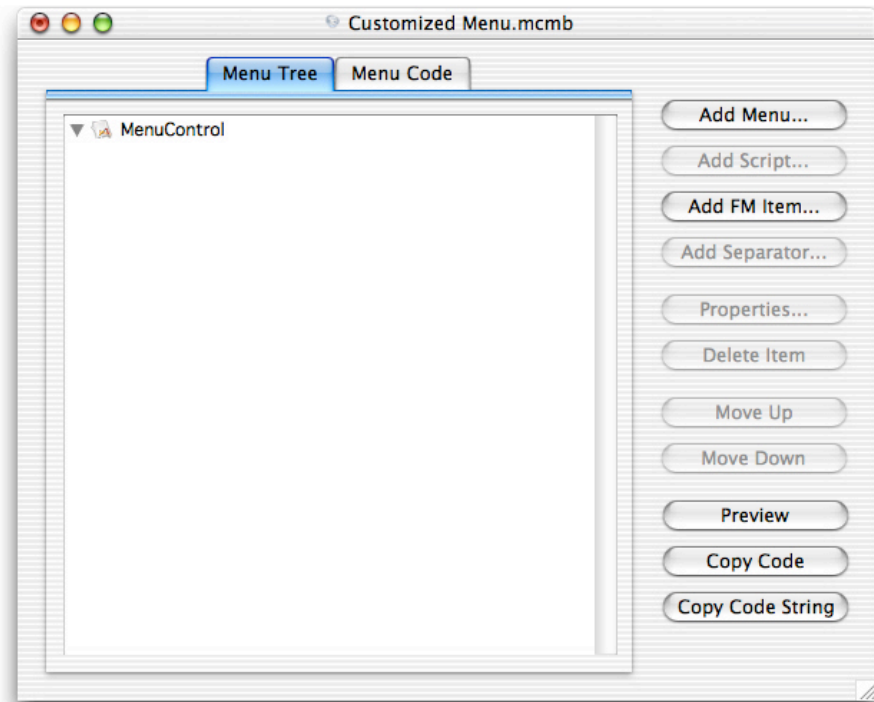 Customized Menu.mcmb
Menu Tree
Menu Code
MenuControl
Add Menu...
Add Script...
Add FM Item...
Add Separator...
Properties...
Delete Item
Move Up
Move Down
Preview
Copy Code
Copy Code String